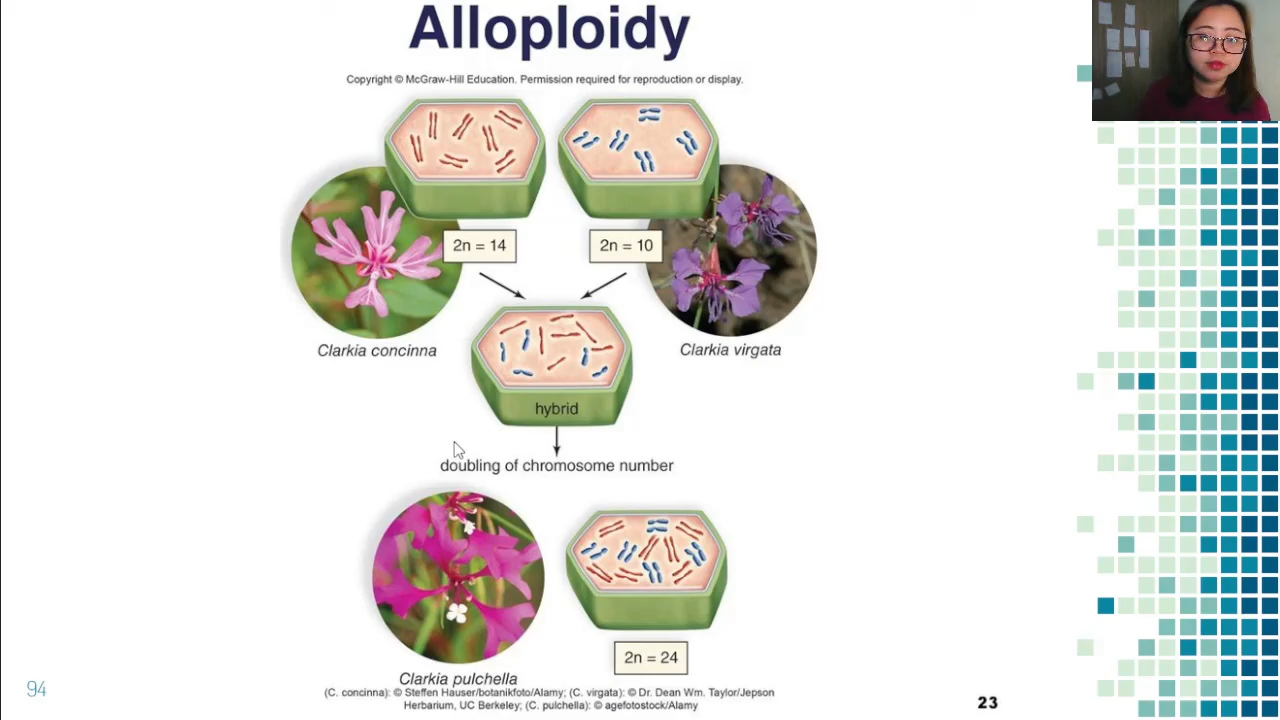 Alloploidy
Copyright © McGraw-Hill Education. Permission required for reproduction or display.
2n = 14
2n = 10
Clarkia concinna
Clarkia virgata
hybrid
doubling of chromosome number
2n = 24
Clarkia pulchella
(C. concinna): © Steffen Hauser/botanikfoto/Alamy; (C. virgata): © Dr. Dean Wm. Taylor/Jepson
Herbarium, UC Berkeley; (C. pulchella): © agefotostock/Alamy
94
23